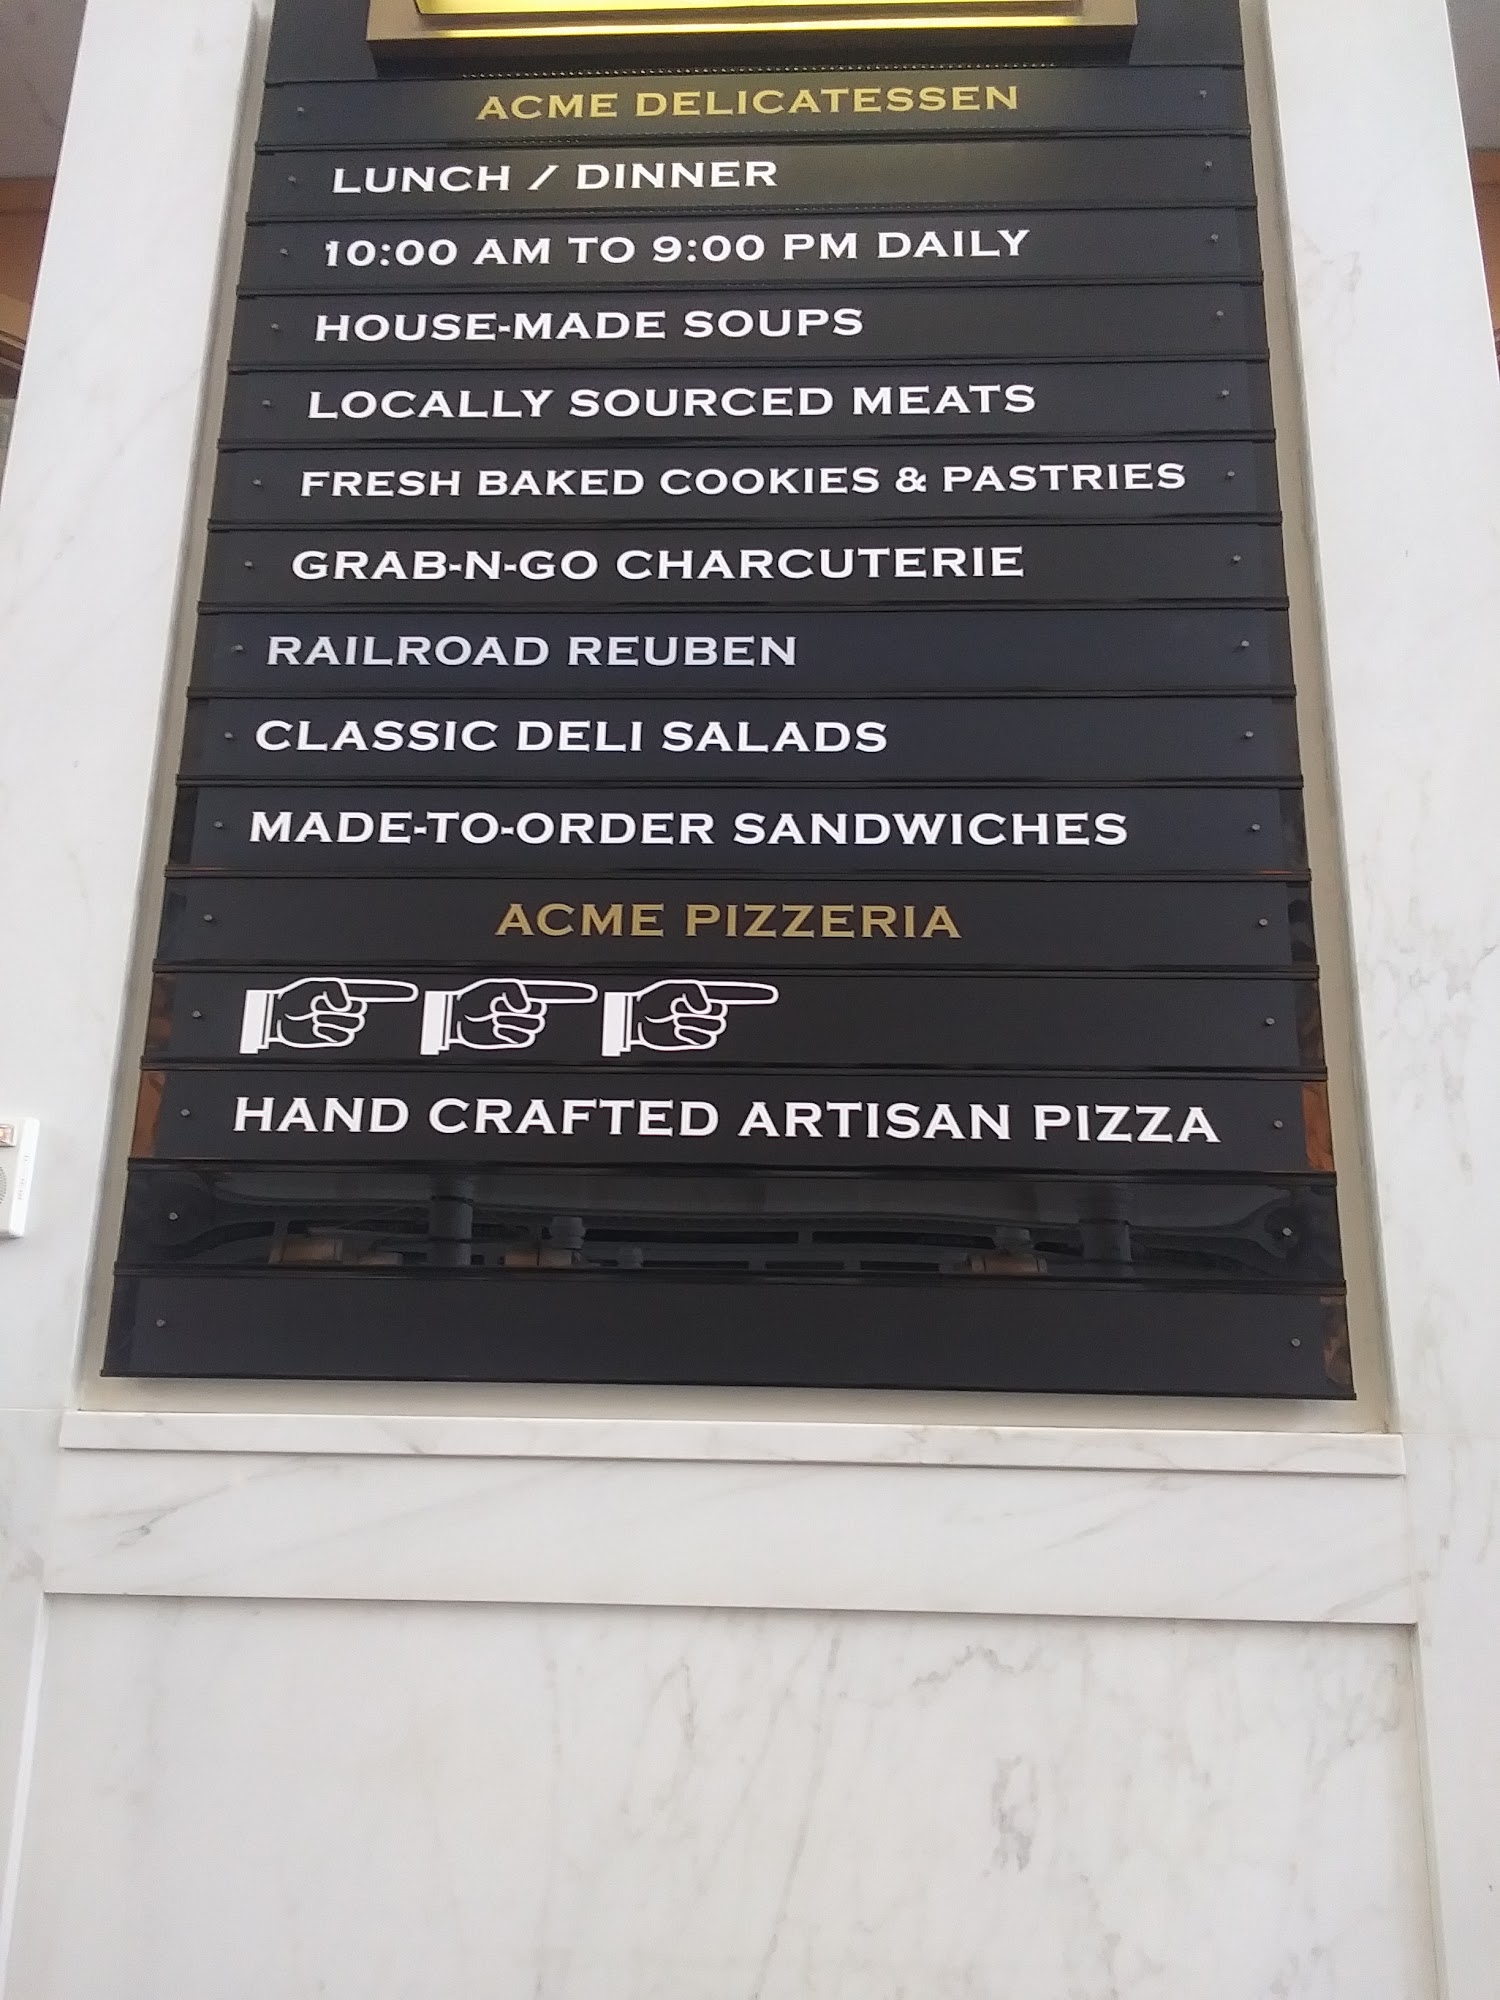 ACME DELICATESSEN
LUNCH / DINNER
10:00 AM TO 9:00 PM DAILY
HOUSE-MADE SOUPS
LOCALLY SOURCED MEATS
FRESH BAKED COOKIES & PASTRIES
GRAB-N-GO CHARCUTERIE
RAILROAD REUBEN
CLASSIC DELI SALADS
MADE-TO-ORDER SANDWICHES
ACME PIZZERIA
HAND CRAFTED ARTISAN PIZZA